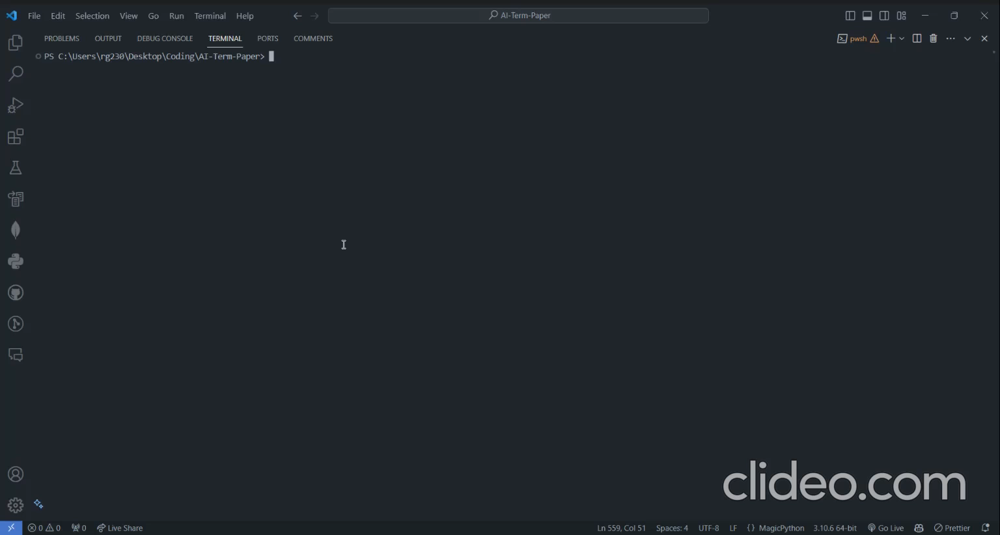 File Edit Selection View Go Run Terminal Help AI-Term-Paper
PROBLEMS OUTPUT DEBUG CONSOLE TERMINAL PORTS COMMENTS pwsh
PS C:\Users\rg230\Desktop\Coding\AI-Term-Paper>
clideo.com
0 0 0 Live Share Ln 559, Col 51 Spaces: 4 UTF-8 LF {} MagicPython 3.10.6 64-bit Go Live Prettier